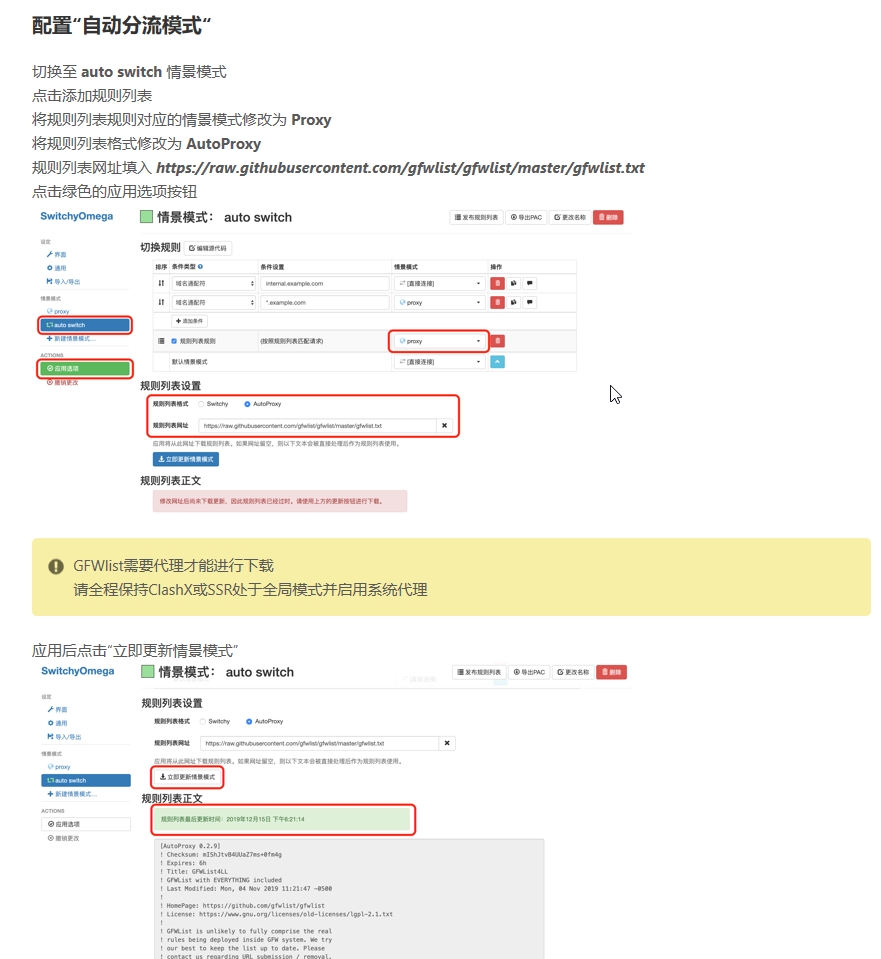 配置“自动分流模式“
切换至 auto switch 情景模式
点击添加规则列表
将规则列表规则对应的情景模式修改为 Proxy
将规则列表格式修改为 AutoProxy
规则列表网址填入 https://raw.githubusercontent.com/gfwlist/gfwlist/master/gfwlist.txt
点击绿色的应用选项按钮
SwitchyOmega
情景模式： auto switch
发布规则列表 导出PAC 更改名称 删除
设定
界面
通用
导入/导出
情景模式
proxy
auto switch
新建情景模式...
ACTIONS
应用选项
撤销更改
切换规则 编辑源代码
排序 条件类型 条件设置 情景模式 操作
域名通配符 internal.example.com [直接连接]
域名通配符 *.example.com proxy
添加条件
规则列表规则 (按照规则列表匹配请求) proxy
默认情景模式 [直接连接]
规则列表设置
规则列表格式 Switchy AutoProxy
规则列表网址 https://raw.githubusercontent.com/gfwlist/gfwlist/master/gfwlist.txt
应用将从此网址下载规则列表。如果网址留空，则以下文本会被直接处理后作为规则列表使用。
立即更新情景模式
规则列表正文
修改网址后尚未下载更新，因此规则列表已经过时。请使用上方的更新按钮进行下载。
GFWlist需要代理才能进行下载
请全程保持ClashX或SSR处于全局模式并启用系统代理
应用后点击“立即更新情景模式”
SwitchyOmega
情景模式： auto switch
发布规则列表 导出PAC 更改名称 删除
设定
界面
通用
导入/导出
情景模式
proxy
auto switch
新建情景模式...
ACTIONS
应用选项
撤销更改
规则列表设置
规则列表格式 Switchy AutoProxy
规则列表网址 https://raw.githubusercontent.com/gfwlist/gfwlist/master/gfwlist.txt
应用将从此网址下载规则列表。如果网址留空，则以下文本会被直接处理后作为规则列表使用。
立即更新情景模式
规则列表正文
规则列表最后更新时间：2019年12月15日 下午6:21:14
[AutoProxy 0.2.9]
! Checksum: mIShJtvB4UUaZ7ms+0fm4g
! Expires: 6h
! Title: GFWList4LL
! GFWList with EVERYTHING included
! Last Modified: Mon, 04 Nov 2019 11:21:47 -0500
!
! HomePage: https://github.com/gfwlist/gfwlist
! License: https://www.gnu.org/licenses/old-licenses/lgpl-2.1.txt
!
! GFWList is unlikely to fully comprise the real
! rules being deployed inside GFW system. We try
! our best to keep the list up to date. Please
! contact us regarding URL submission / removal,